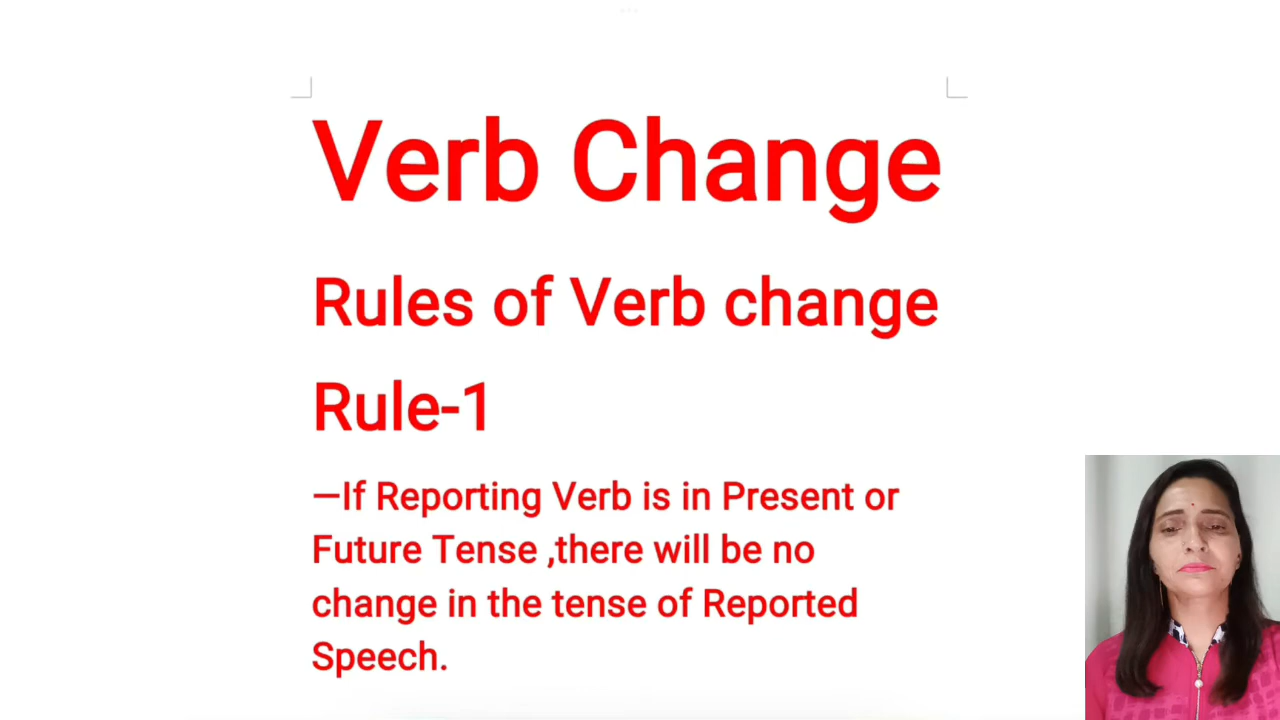 Verb Change
Rules of Verb change
Rule-1
—If Reporting Verb is in Present or
Future Tense ,there will be no
change in the tense of Reported
Speech.